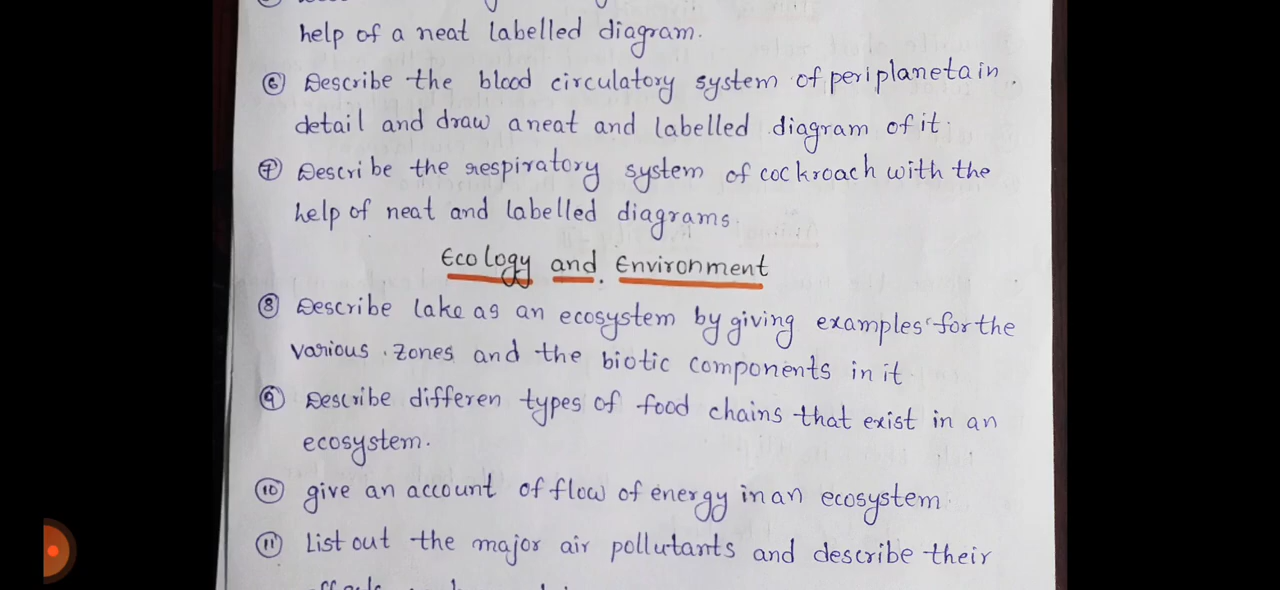 help of a neat labelled diagram.
⑥ Describe the blood circulatory system of periplaneta in
detail and draw a neat and labelled diagram of it.
⑦ Describe the respiratory system of cockroach with the
help of neat and labelled diagrams.
Ecology and Environment
⑧ Describe lake as an ecosystem by giving examples for the
various zones and the biotic components in it
⑨ Describe differen types of food chains that exist in an
ecosystem.
⑩ give an account of flow of energy in an ecosystem
⑪ List out the major air pollutants and describe their